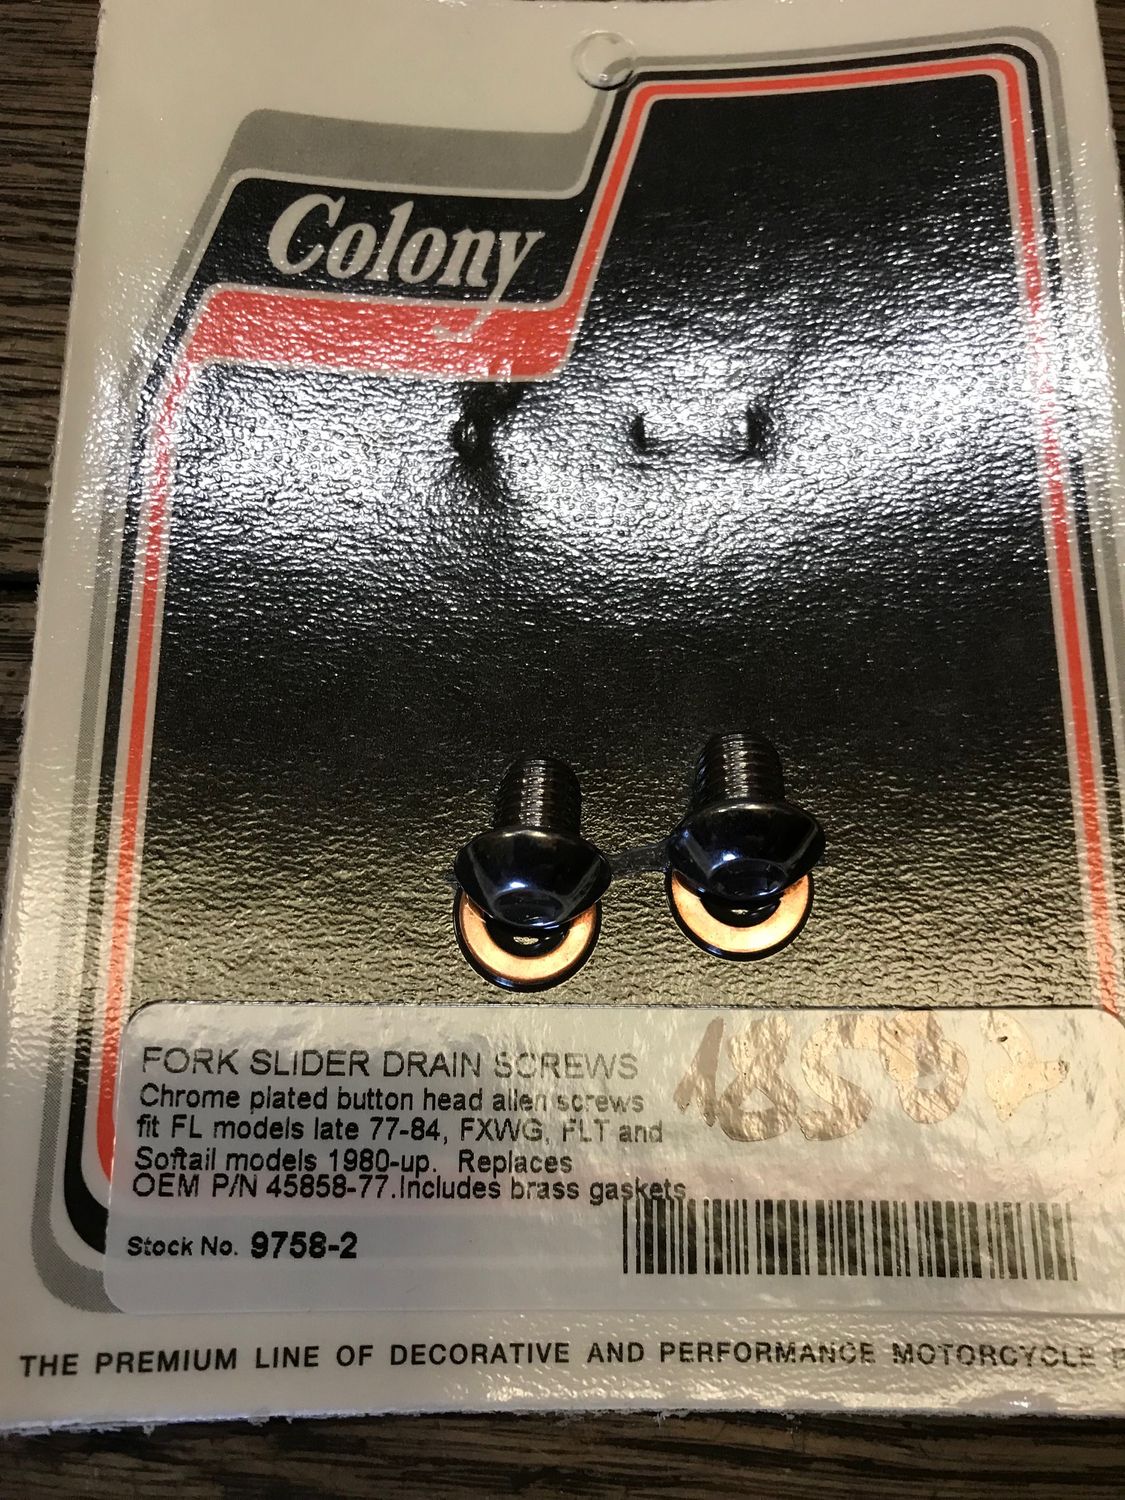 Colony
FORK SLIDER DRAIN SCREWS
Chrome plated button head allen screws
fit FL models late 77-84, FXWG, FLT and
Softail models 1980-up. Replaces
OEM P/N 45858-77. Includes brass gaskets.
Stock No. 9758-2
THE PREMIUM LINE OF DECORATIVE AND PERFORMANCE MOTORCYCLE